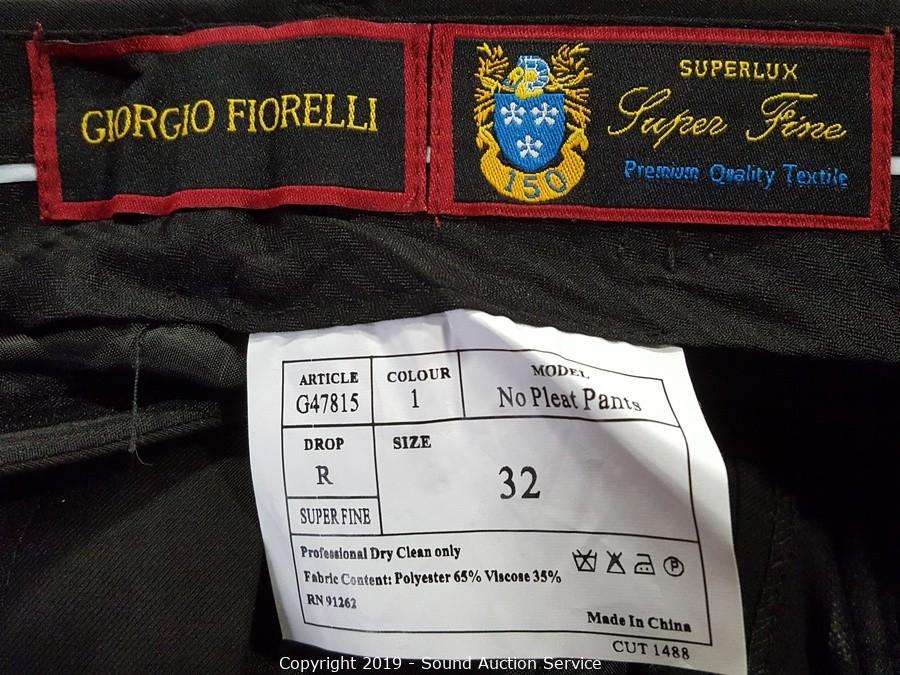 GIORGIO FIORELLI
SUPERLUX
Super Fine
150
Premium Quality Textile
ARTICLE
G47815
COLOUR
1
MODEL
No Pleat Pants
DROP
R
SUPER FINE
SIZE
32
Professional Dry Clean only
Fabric Content: Polyester 65% Viscose 35%
RN 91262
P
Made In China
CUT 1488
Copyright 2019 - Sound Auction Service